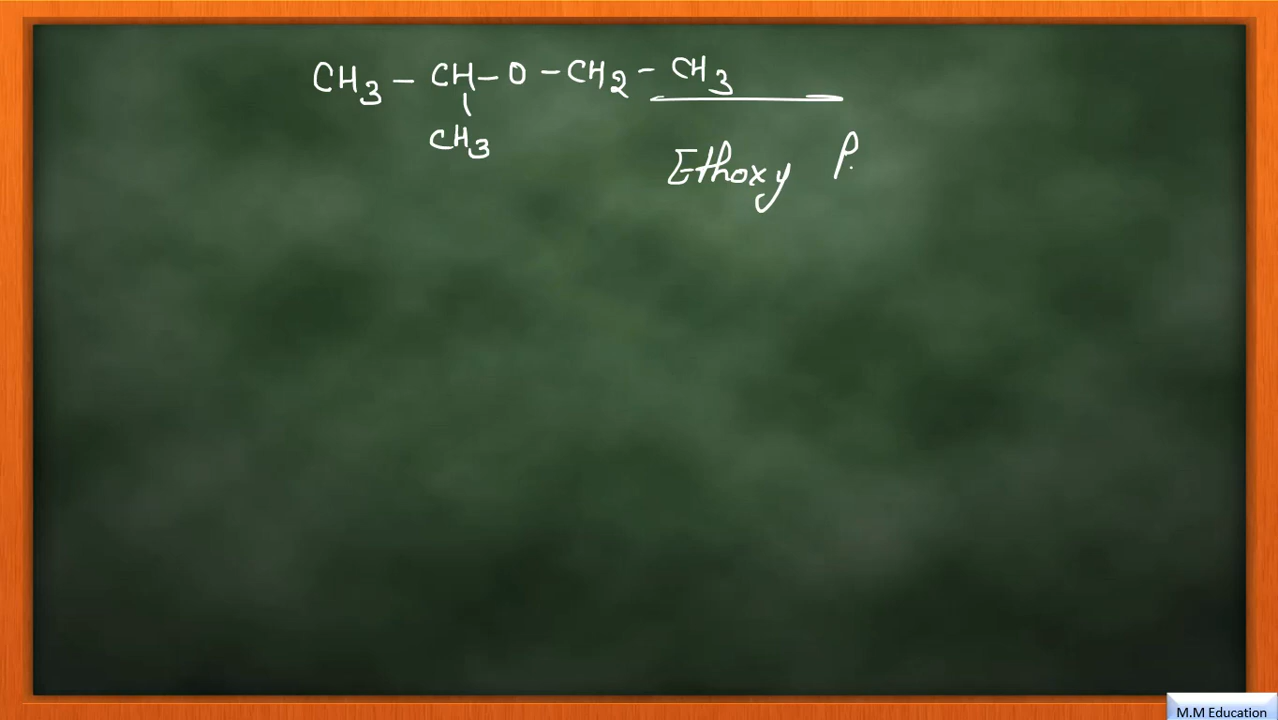 CH3 – CH – O – CH2 – CH3
CH3
Ethoxy P.
M.M Education